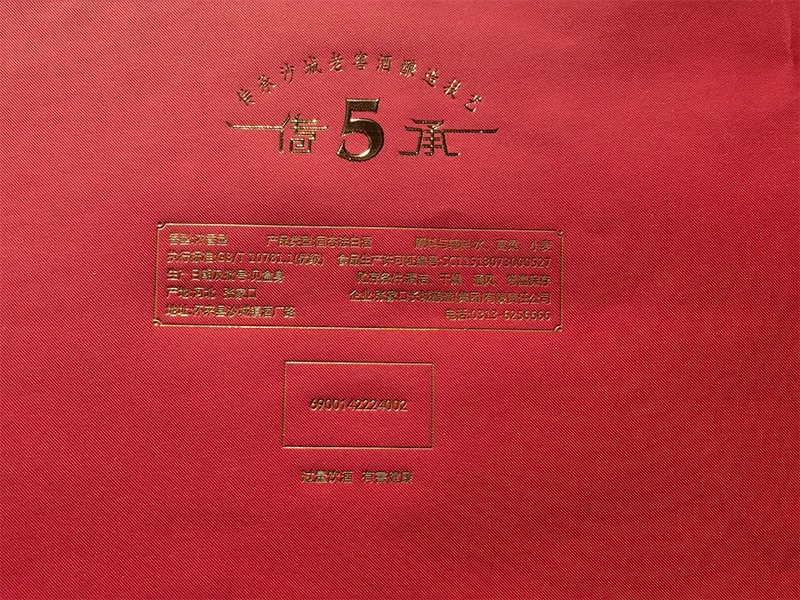 传承沙城老窖酒酿造技艺
传 5 承
香型:浓香型 产品类型:固态法白酒 原料与辅料:水、高粱、小麦
执行标准:GB/T 10781.1(优级) 食品生产许可证编号:SC11513073000527
生产日期及批号:见盒身 贮存条件:清洁、干燥、通风、常温保存
产地:河北 张家口 企业:张家口长城酿造(集团)有限责任公司
地址:怀来县沙城镇酒厂路 电话:0313-6256666
6900142224002
过量饮酒 有害健康